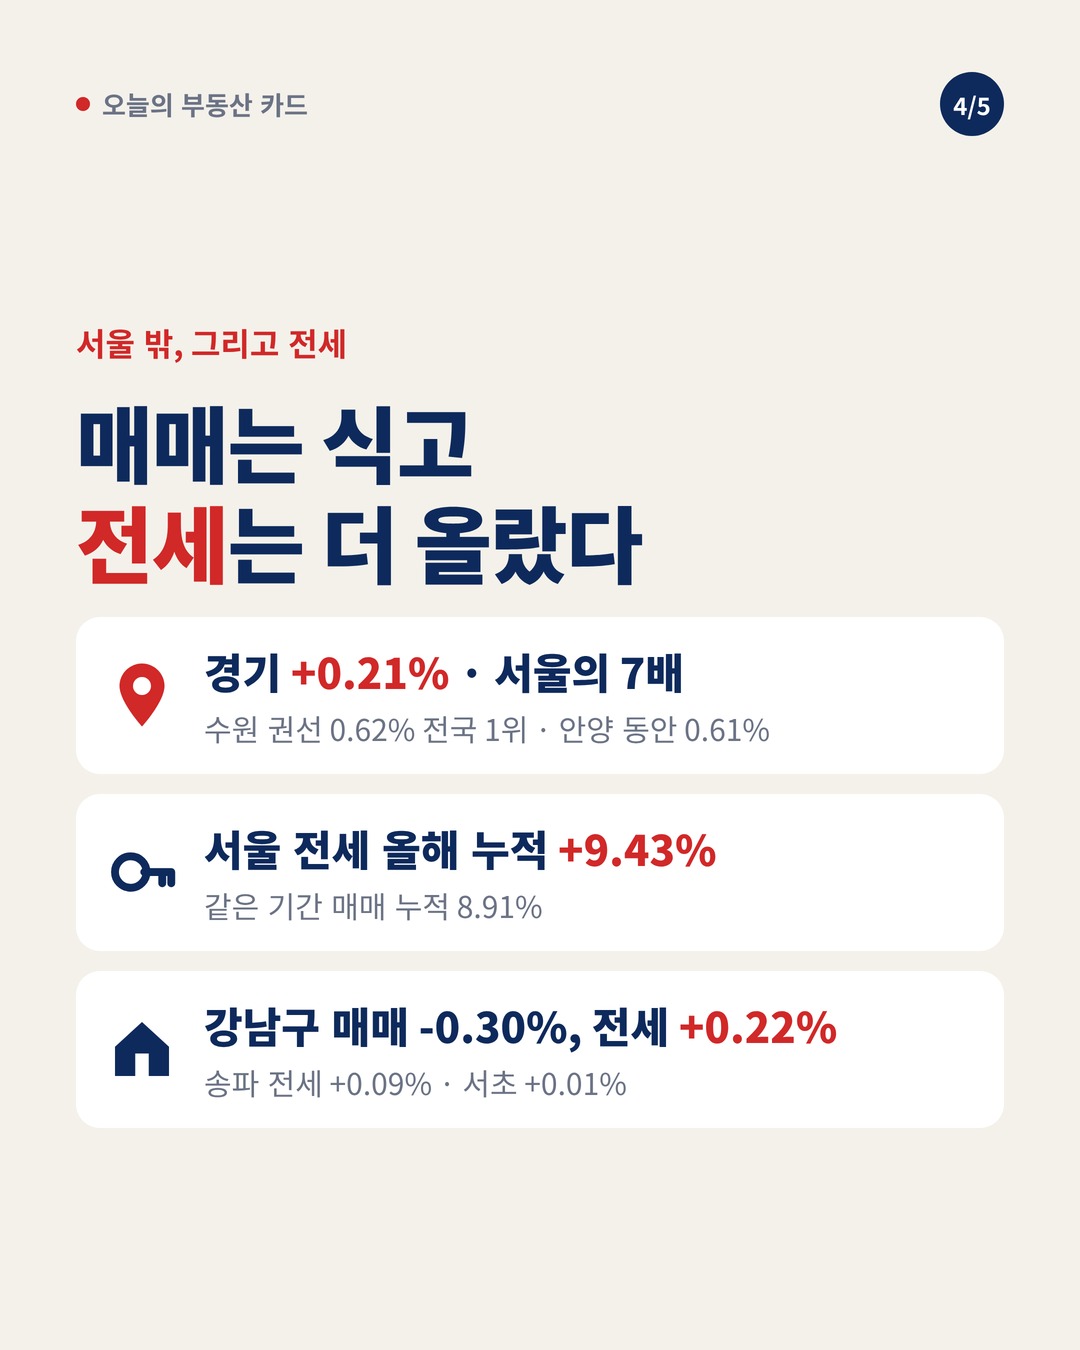 오늘의 부동산 카드
4/5
서울 밖, 그리고 전세
매매는 식고
전세는 더 올랐다
경기 +0.21% · 서울의 7배
수원 권선 0.62% 전국 1위 · 안양 동안 0.61%
서울 전세 올해 누적 +9.43%
같은 기간 매매 누적 8.91%
강남구 매매 -0.30%, 전세 +0.22%
송파 전세 +0.09% · 서초 +0.01%